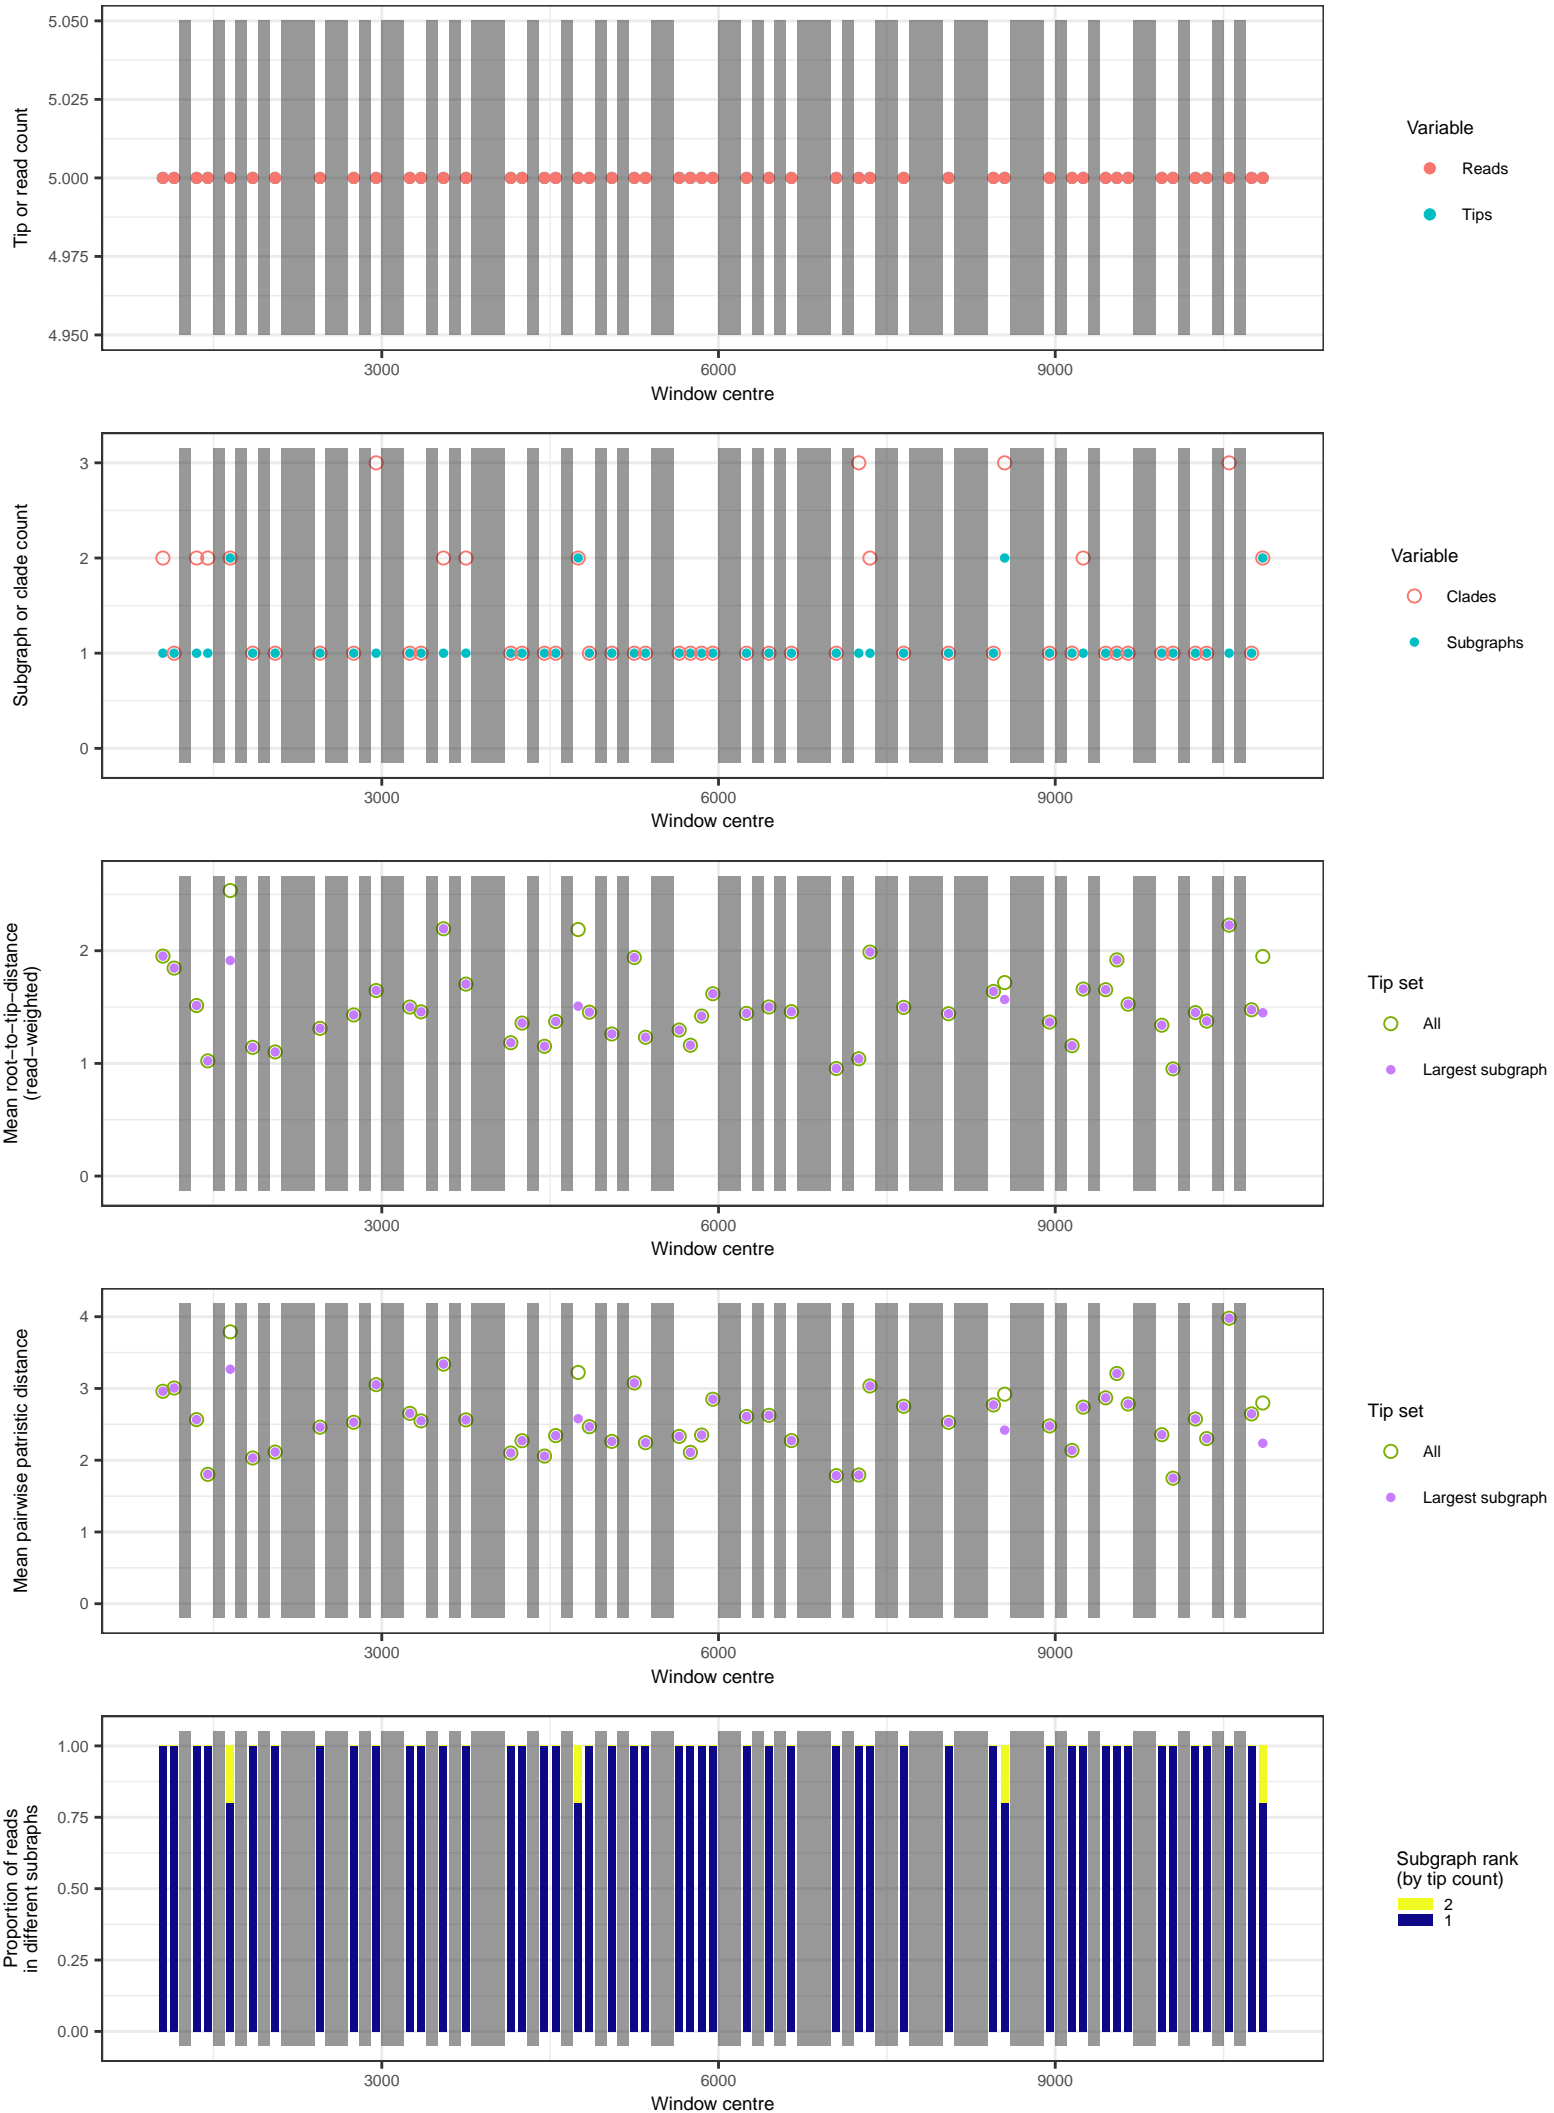 5.050
5.025
5.000
4.975
4.950
Tip or read count
3000
6000
9000
Window centre
Variable
Reads
Tips
3
2
1
0
Subgraph or clade count
3000
6000
9000
Window centre
Variable
Clades
Subgraphs
2
1
0
Mean root−to−tip−distance
(read−weighted)
3000
6000
9000
Window centre
Tip set
All
Largest subgraph
4
3
2
1
0
Mean pairwise patristic distance
3000
6000
9000
Window centre
Tip set
All
Largest subgraph
1.00
0.75
0.50
0.25
0.00
Proportion of reads
in different subraphs
3000
6000
9000
Window centre
Subgraph rank
(by tip count)
2
1